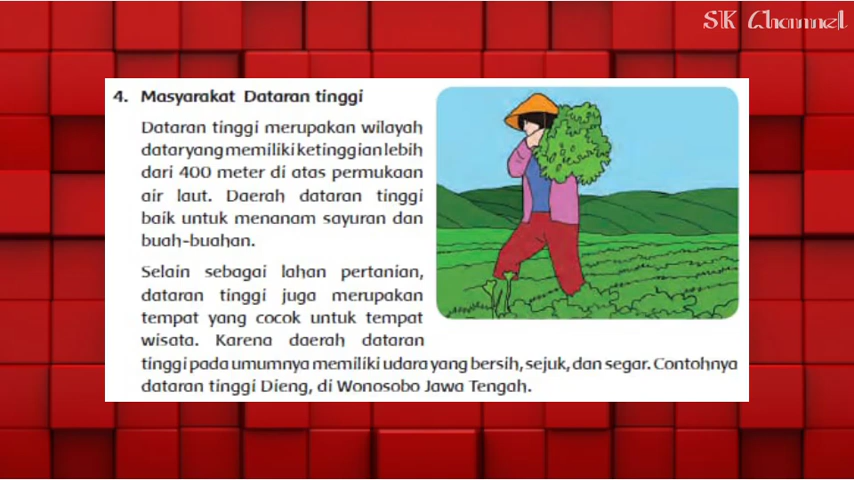 SK Channel
4. Masyarakat Dataran tinggi
Dataran tinggi merupakan wilayah
datar yang memiliki ketinggian lebih
dari 400 meter di atas permukaan
air laut. Daerah dataran tinggi
baik untuk menanam sayuran dan
buah-buahan.
Selain sebagai lahan pertanian,
dataran tinggi juga merupakan
tempat yang cocok untuk tempat
wisata. Karena daerah dataran
tinggi pada umumnya memiliki udara yang bersih, sejuk, dan segar. Contohnya
dataran tinggi Dieng, di Wonosobo Jawa Tengah.